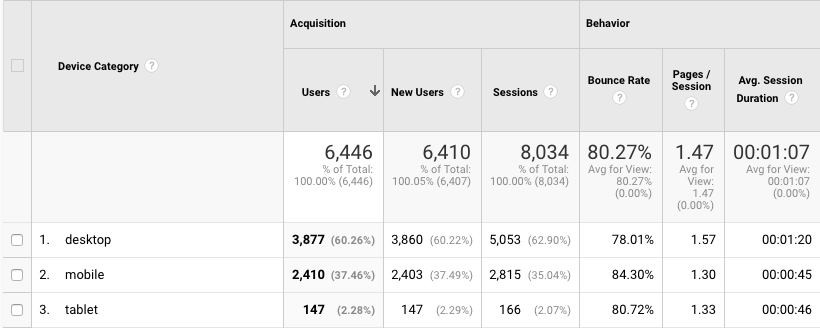 Acquisition
Behavior
Device Category ?
Users ?
New Users ?
Sessions ?
Bounce Rate
?
Pages /
Session
?
Avg. Session
Duration ?
6,446
% of Total:
100.00% (6,446)
6,410
% of Total:
100.05% (6,407)
8,034
% of Total:
100.00% (8,034)
80.27%
Avg for View:
80.27%
(0.00%)
1.47
Avg for
View:
1.47
(0.00%)
00:01:07
Avg for View:
00:01:07
(0.00%)
1. desktop 3,877 (60.26%) 3,860 (60.22%) 5,053 (62.90%) 78.01% 1.57 00:01:20
2. mobile 2,410 (37.46%) 2,403 (37.49%) 2,815 (35.04%) 84.30% 1.30 00:00:45
3. tablet 147 (2.28%) 147 (2.29%) 166 (2.07%) 80.72% 1.33 00:00:46